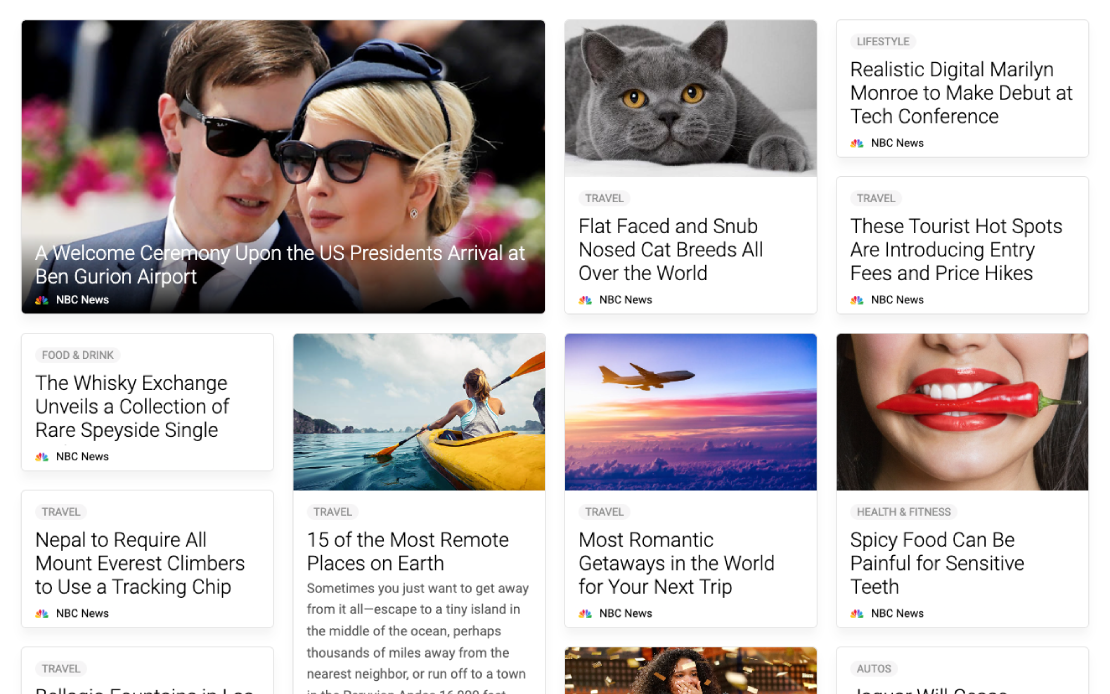 A Welcome Ceremony Upon the US Presidents Arrival at
Ben Gurion Airport
NBC News
TRAVEL
Flat Faced and Snub
Nosed Cat Breeds All
Over the World
NBC News
LIFESTYLE
Realistic Digital Marilyn
Monroe to Make Debut at
Tech Conference
NBC News
TRAVEL
These Tourist Hot Spots
Are Introducing Entry
Fees and Price Hikes
NBC News
FOOD & DRINK
The Whisky Exchange
Unveils a Collection of
Rare Speyside Single
NBC News
TRAVEL
Nepal to Require All
Mount Everest Climbers
to Use a Tracking Chip
NBC News
TRAVEL
TRAVEL
15 of the Most Remote
Places on Earth
Sometimes you just want to get away
from it all—escape to a tiny island in
the middle of the ocean, perhaps
thousands of miles away from the
nearest neighbor, or run off to a town
TRAVEL
Most Romantic
Getaways in the World
for Your Next Trip
NBC News
HEALTH & FITNESS
Spicy Food Can Be
Painful for Sensitive
Teeth
NBC News
AUTOS